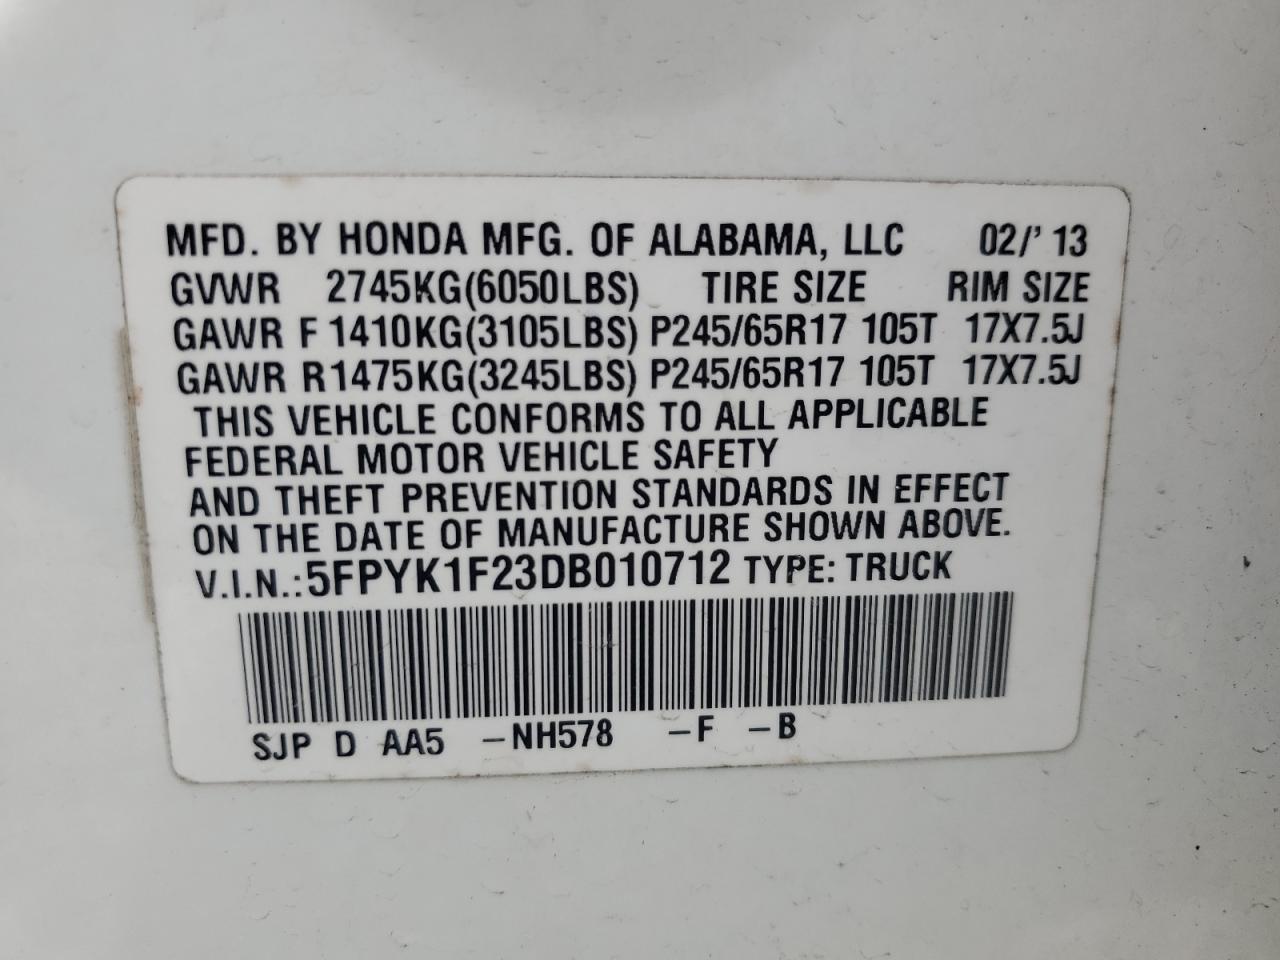 MFD. BY HONDA MFG. OF ALABAMA, LLC 02/' 13
GVWR 2745KG(6050LBS) TIRE SIZE RIM SIZE
GAWR F 1410KG(3105LBS) P245/65R17 105T 17X7.5J
GAWR R1475KG(3245LBS) P245/65R17 105T 17X7.5J
THIS VEHICLE CONFORMS TO ALL APPLICABLE
FEDERAL MOTOR VEHICLE SAFETY
AND THEFT PREVENTION STANDARDS IN EFFECT
ON THE DATE OF MANUFACTURE SHOWN ABOVE.
V.I.N.:5FPYK1F23DB010712 TYPE: TRUCK
SJP D AA5 –NH578 –F –B